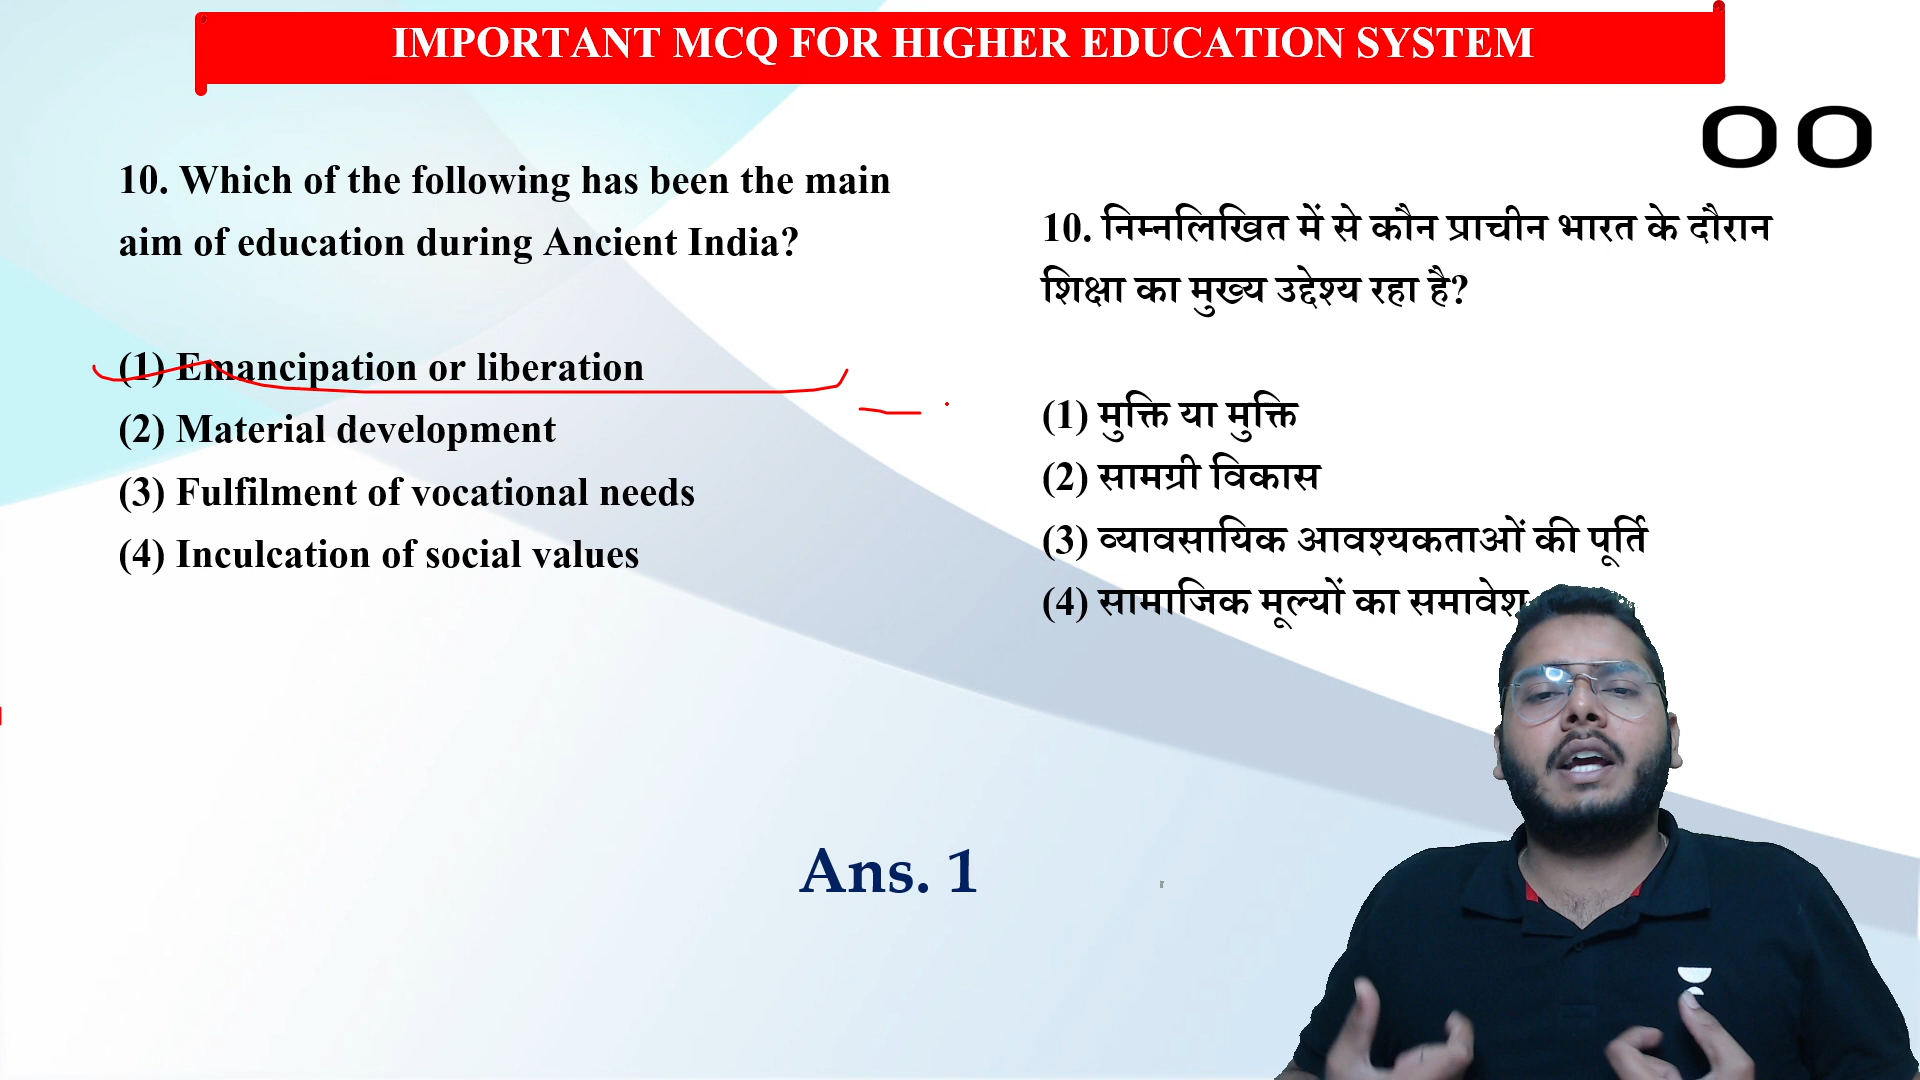 IMPORTANT MCQ FOR HIGHER EDUCATION SYSTEM
00
10. Which of the following has been the main
aim of education during Ancient India?
(1) Emancipation or liberation
(2) Material development
(3) Fulfilment of vocational needs
(4) Inculcation of social values
10. निम्नलिखित में से कौन प्राचीन भारत के दौरान
शिक्षा का मुख्य उद्देश्य रहा है?
(1) मुक्ति या मुक्ति
(2) सामग्री विकास
(3) व्यावसायिक आवश्यकताओं की पूर्ति
(4) सामाजिक मूल्यों का समावेश
Ans. 1